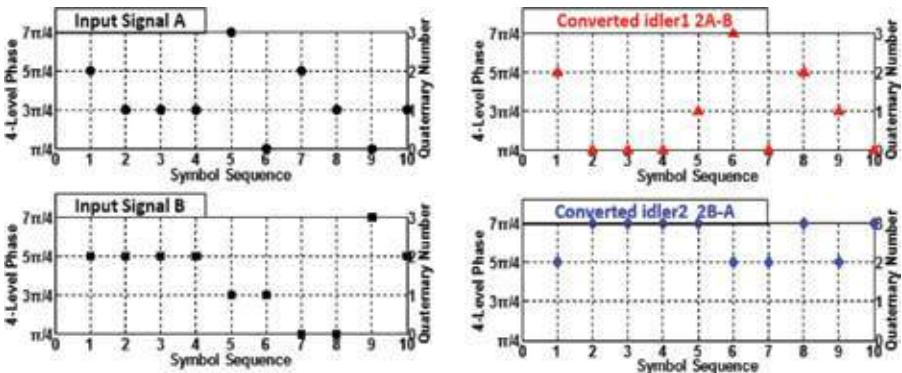 Input Signal A
4-Level Phase
7π/4
5π/4
3π/4
π/4
0 1 2 3 4 5 6 7 8 9 10
Symbol Sequence
3
2
1
0
Quaternary Number
Converted idler1 2A-B
4-Level Phase
7π/4
5π/4
3π/4
π/4
0 1 2 3 4 5 6 7 8 9 10
Symbol Sequence
3
2
1
0
Quaternary Number
Input Signal B
4-Level Phase
7π/4
5π/4
3π/4
π/4
0 1 2 3 4 5 6 7 8 9 10
Symbol Sequence
3
2
1
0
Quaternary Number
Converted idler2 2B-A
4-Level Phase
7π/4
5π/4
3π/4
π/4
0 1 2 3 4 5 6 7 8 9 10
Symbol Sequence
3
2
1
0
Quaternary Number